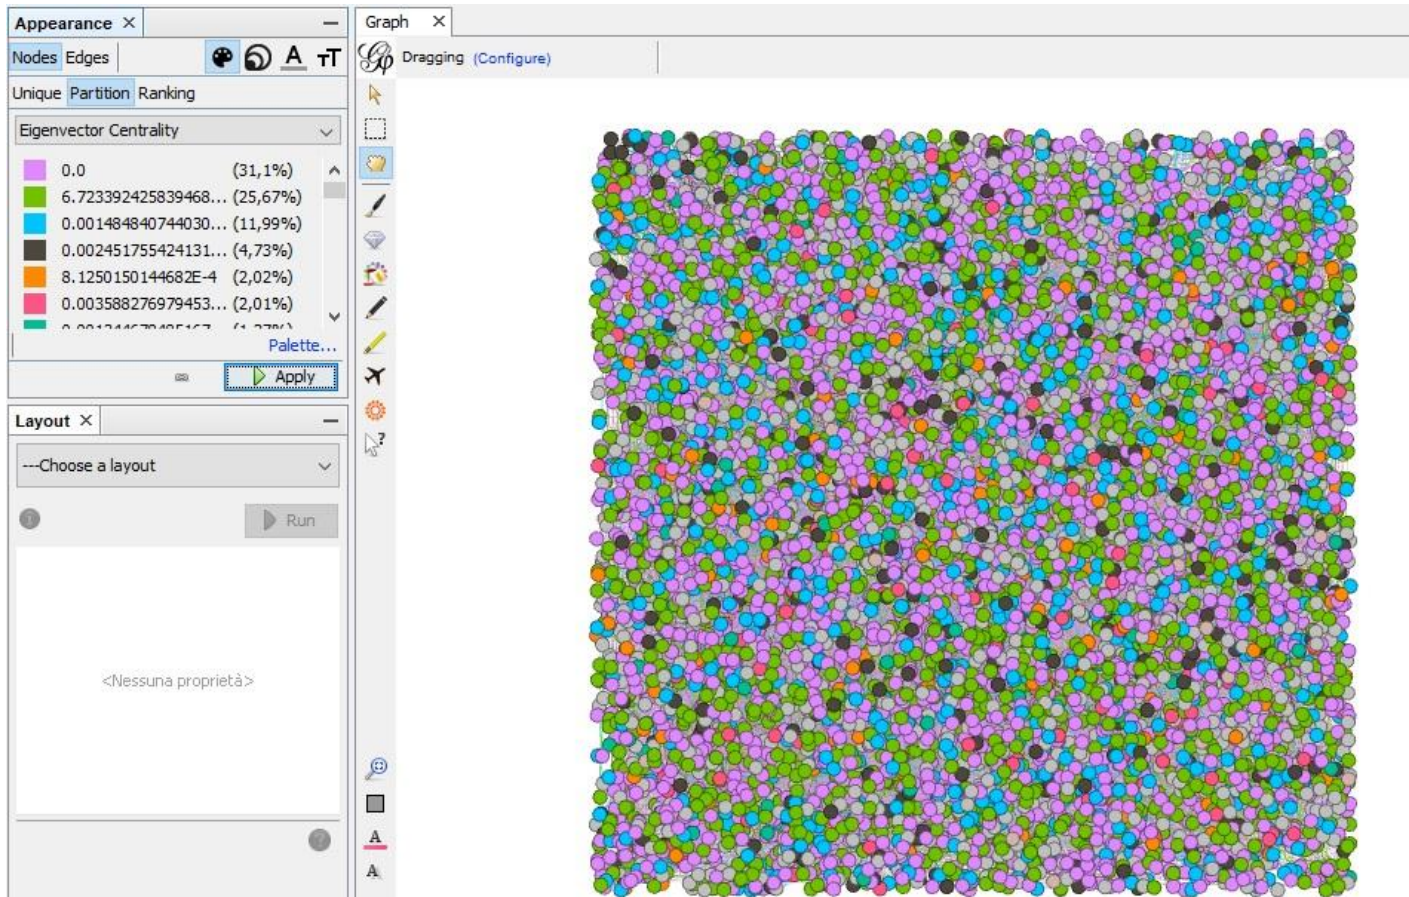 Appearance
Nodes Edges A TT
Unique Partition Ranking
Eigenvector Centrality
0.0 (31,1%)
6.723392425839468... (25,67%)
0.001484840744030... (11,99%)
0.002451755424131... (4,73%)
8.1250150144682E-4 (2,02%)
0.003588276979453... (2,01%)
Palette...
Apply
Layout
---Choose a layout
Run
<Nessuna proprietà>
Graph
Dragging (Configure)
A
A